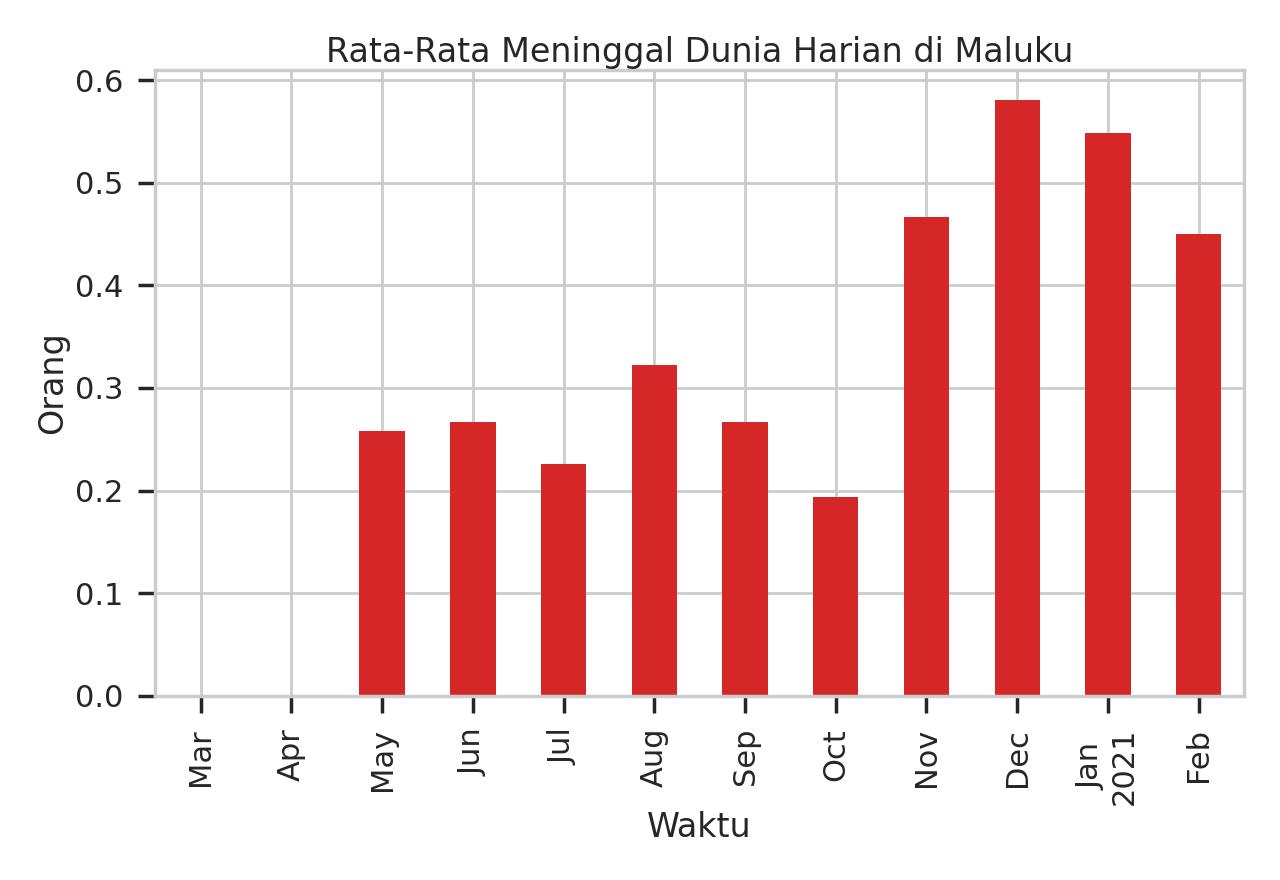 Rata-Rata Meninggal Dunia Harian di Maluku
0.6
0.5
0.4
0.3
0.2
0.1
0.0
Orang
Mar
Apr
May
Jun
Jul
Aug
Sep
Oct
Nov
Dec
Jan
2021
Feb
Waktu